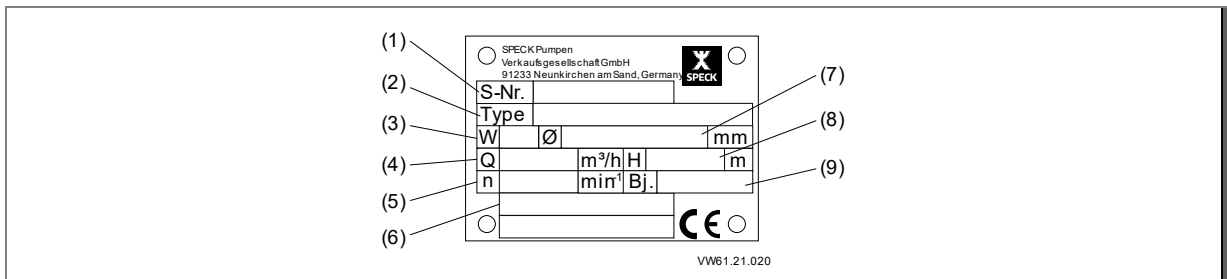 (1)
SPECK Pumpen
Verkaufsgesellschaft GmbH
91233 Neunkirchen am Sand, Germany
SPECK
(2)
S-Nr.
(7)
Type
(3)
W Ø mm
(8)
(4)
Q m³/h H m
(9)
(5)
n min⁻¹ Bj.
(6)
CE
VW61.21.020